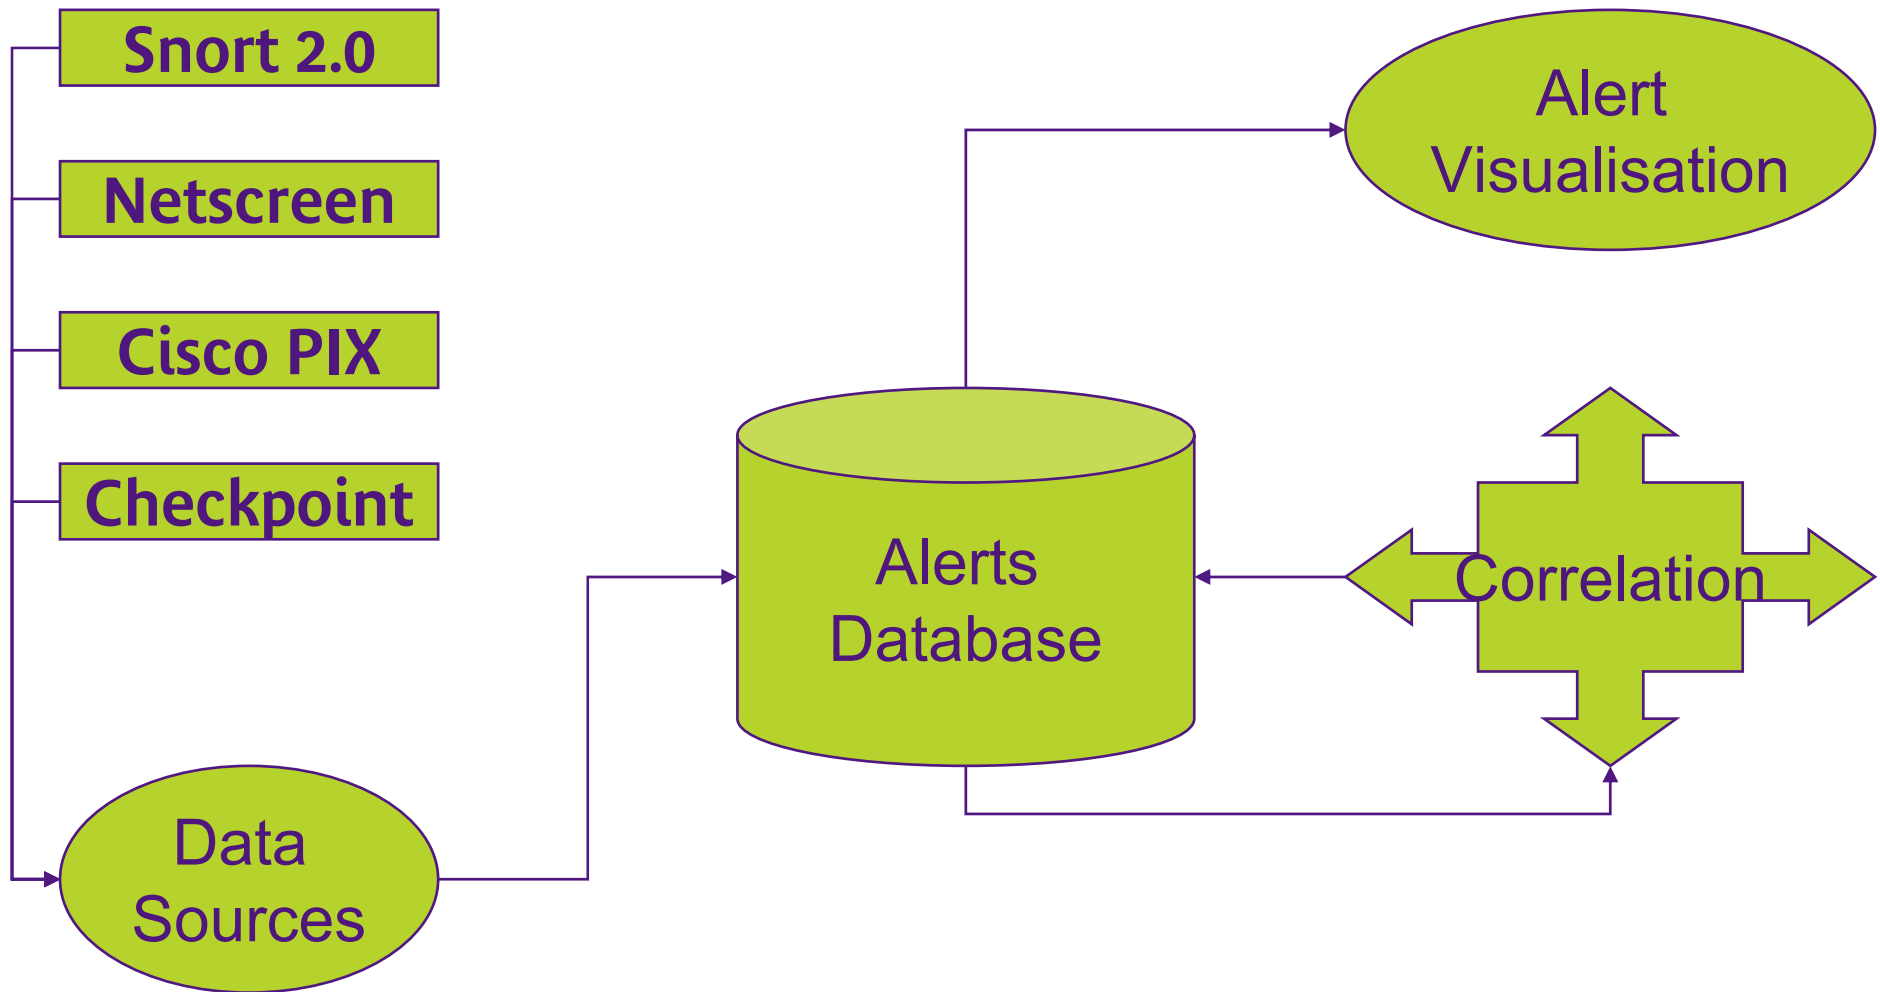 Snort 2.0
Netscreen
Cisco PIX
Checkpoint
Data
Sources
Alerts
Database
Alert
Visualisation
Correlation